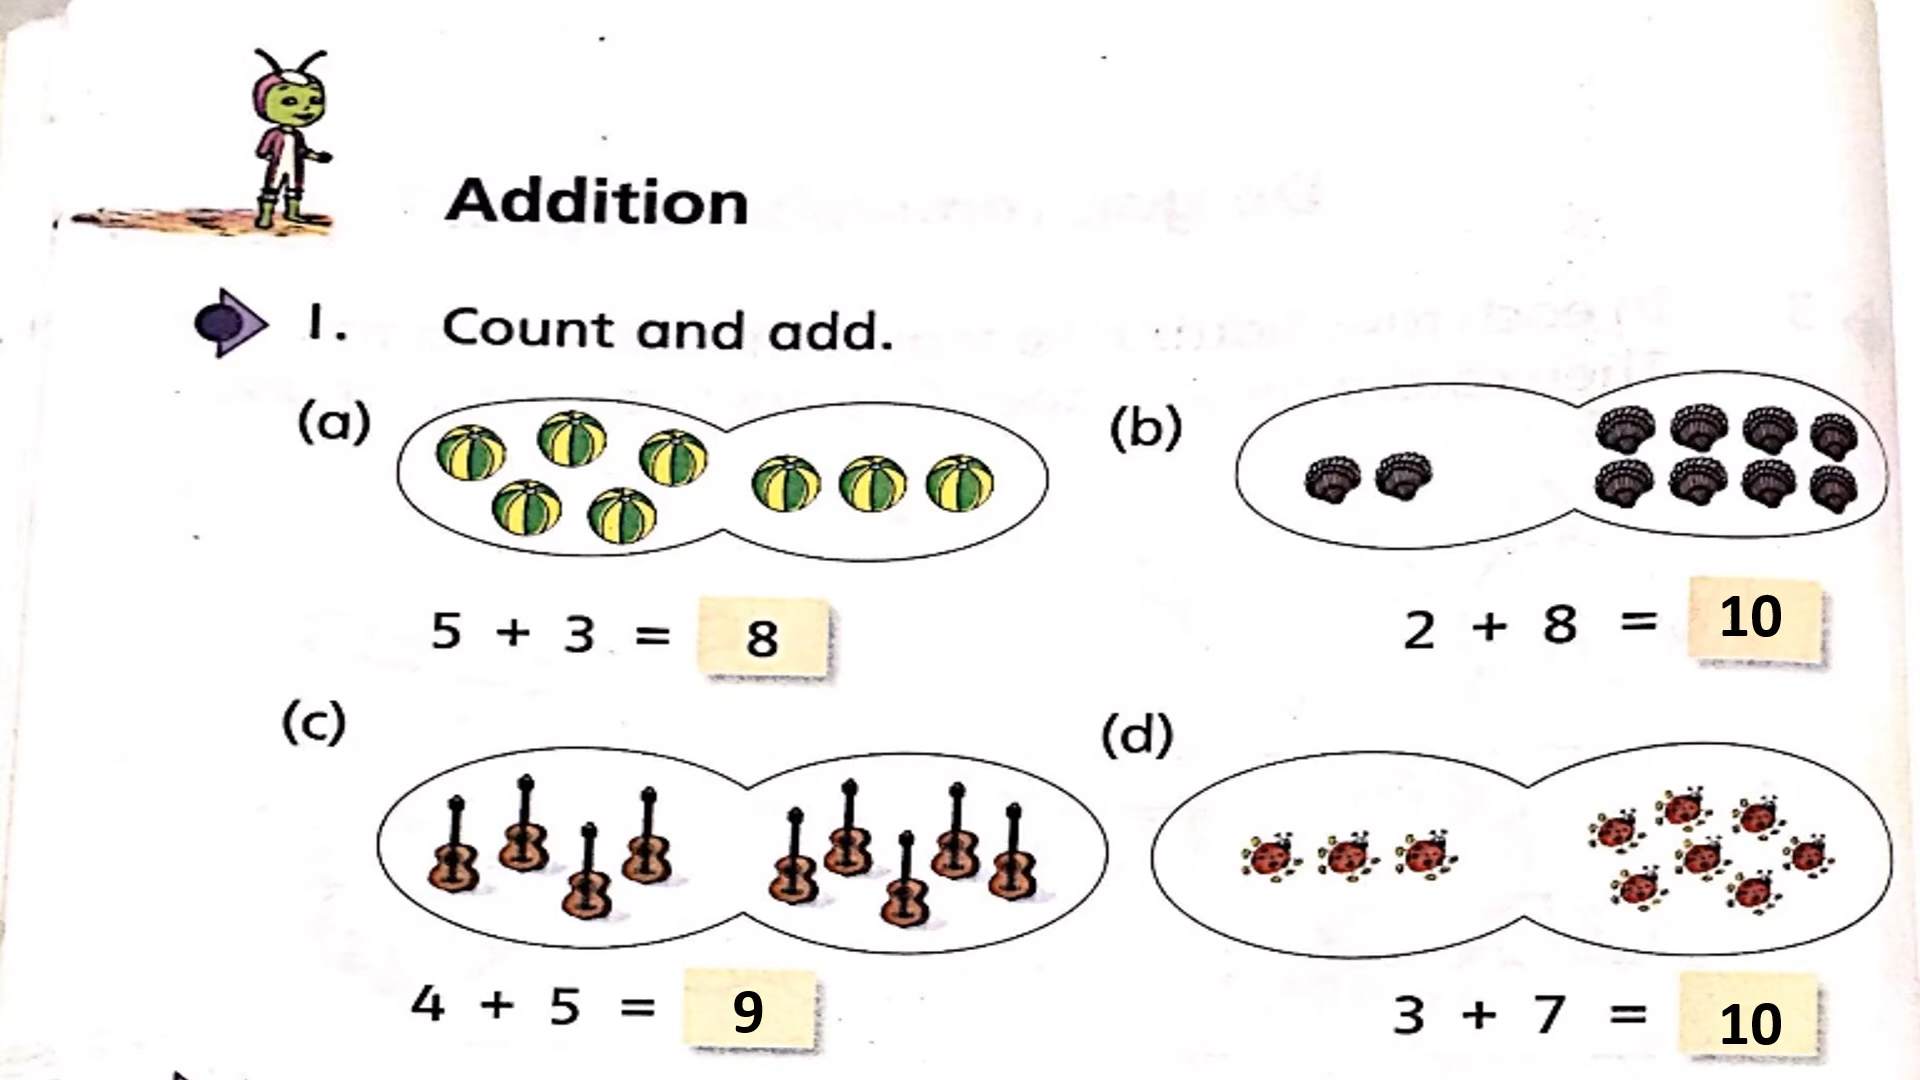 Addition
1. Count and add.
(a)
(b)
5 + 3 = 8
2 + 8 = 10
(c)
(d)
4 + 5 = 9
3 + 7 = 10